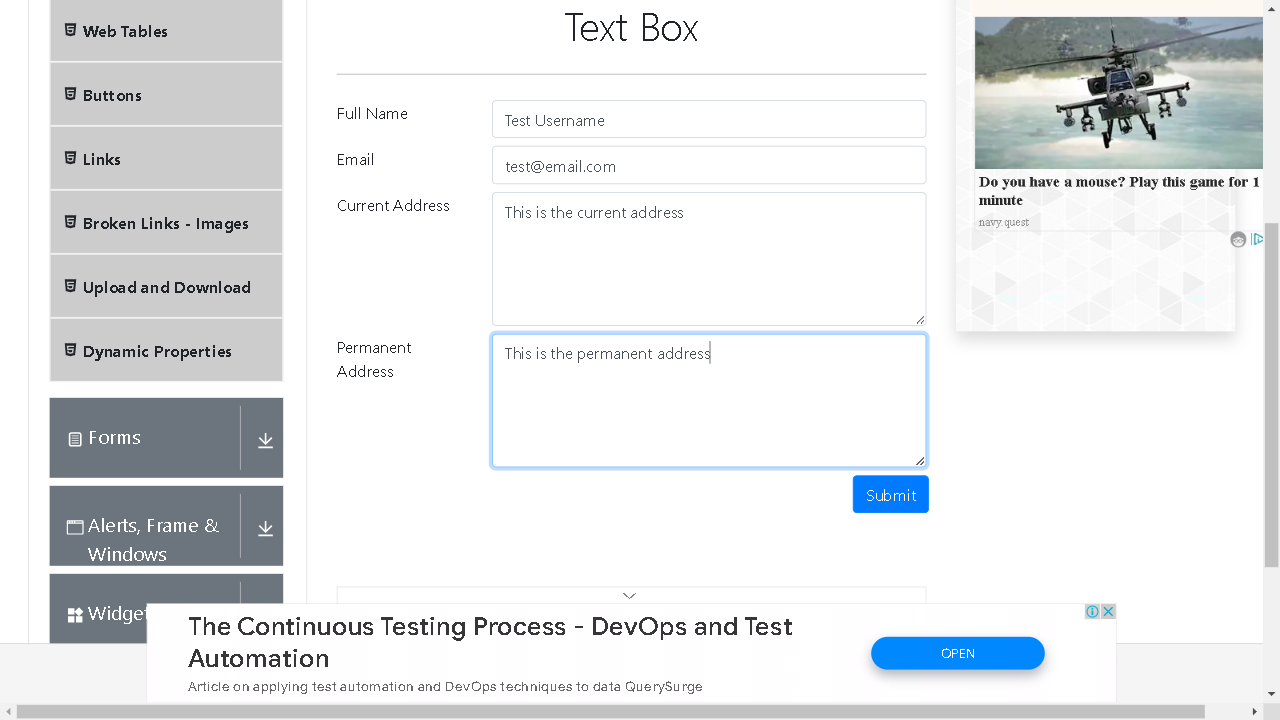 Web Tables
Buttons
Links
Broken Links - Images
Upload and Download
Dynamic Properties
Forms
Alerts, Frame &
Windows
Widge
Text Box
Full Name
Test Username
Email
test@email.com
Current Address
This is the current address
Permanent
Address
This is the permanent address
Submit
Do you have a mouse? Play this game for 1
minute
navy.quest
The Continuous Testing Process - DevOps and Test
Automation
Article on applying test automation and DevOps techniques to data QuerySurge
OPEN